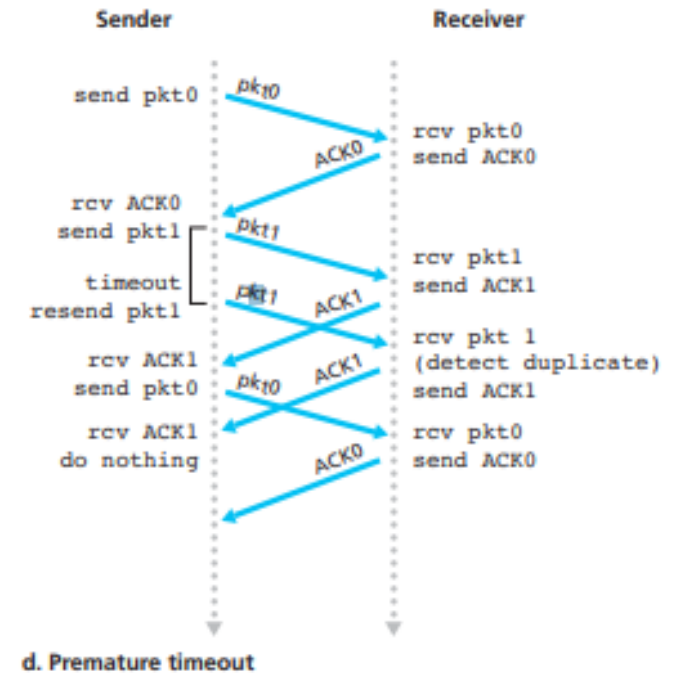 Sender
Receiver
send pkt0
pkt0
rcv pkt0
ACK0
send ACK0
rcv ACK0
send pkt1
pkt1
rcv pkt1
timeout
send ACK1
pkt1
ACK1
resend pkt1
rcv pkt 1
rcv ACK1
(detect duplicate)
ACK1
send pkt0
pkt0
send ACK1
rcv ACK1
rcv pkt0
do nothing
ACK0
send ACK0
d. Premature timeout